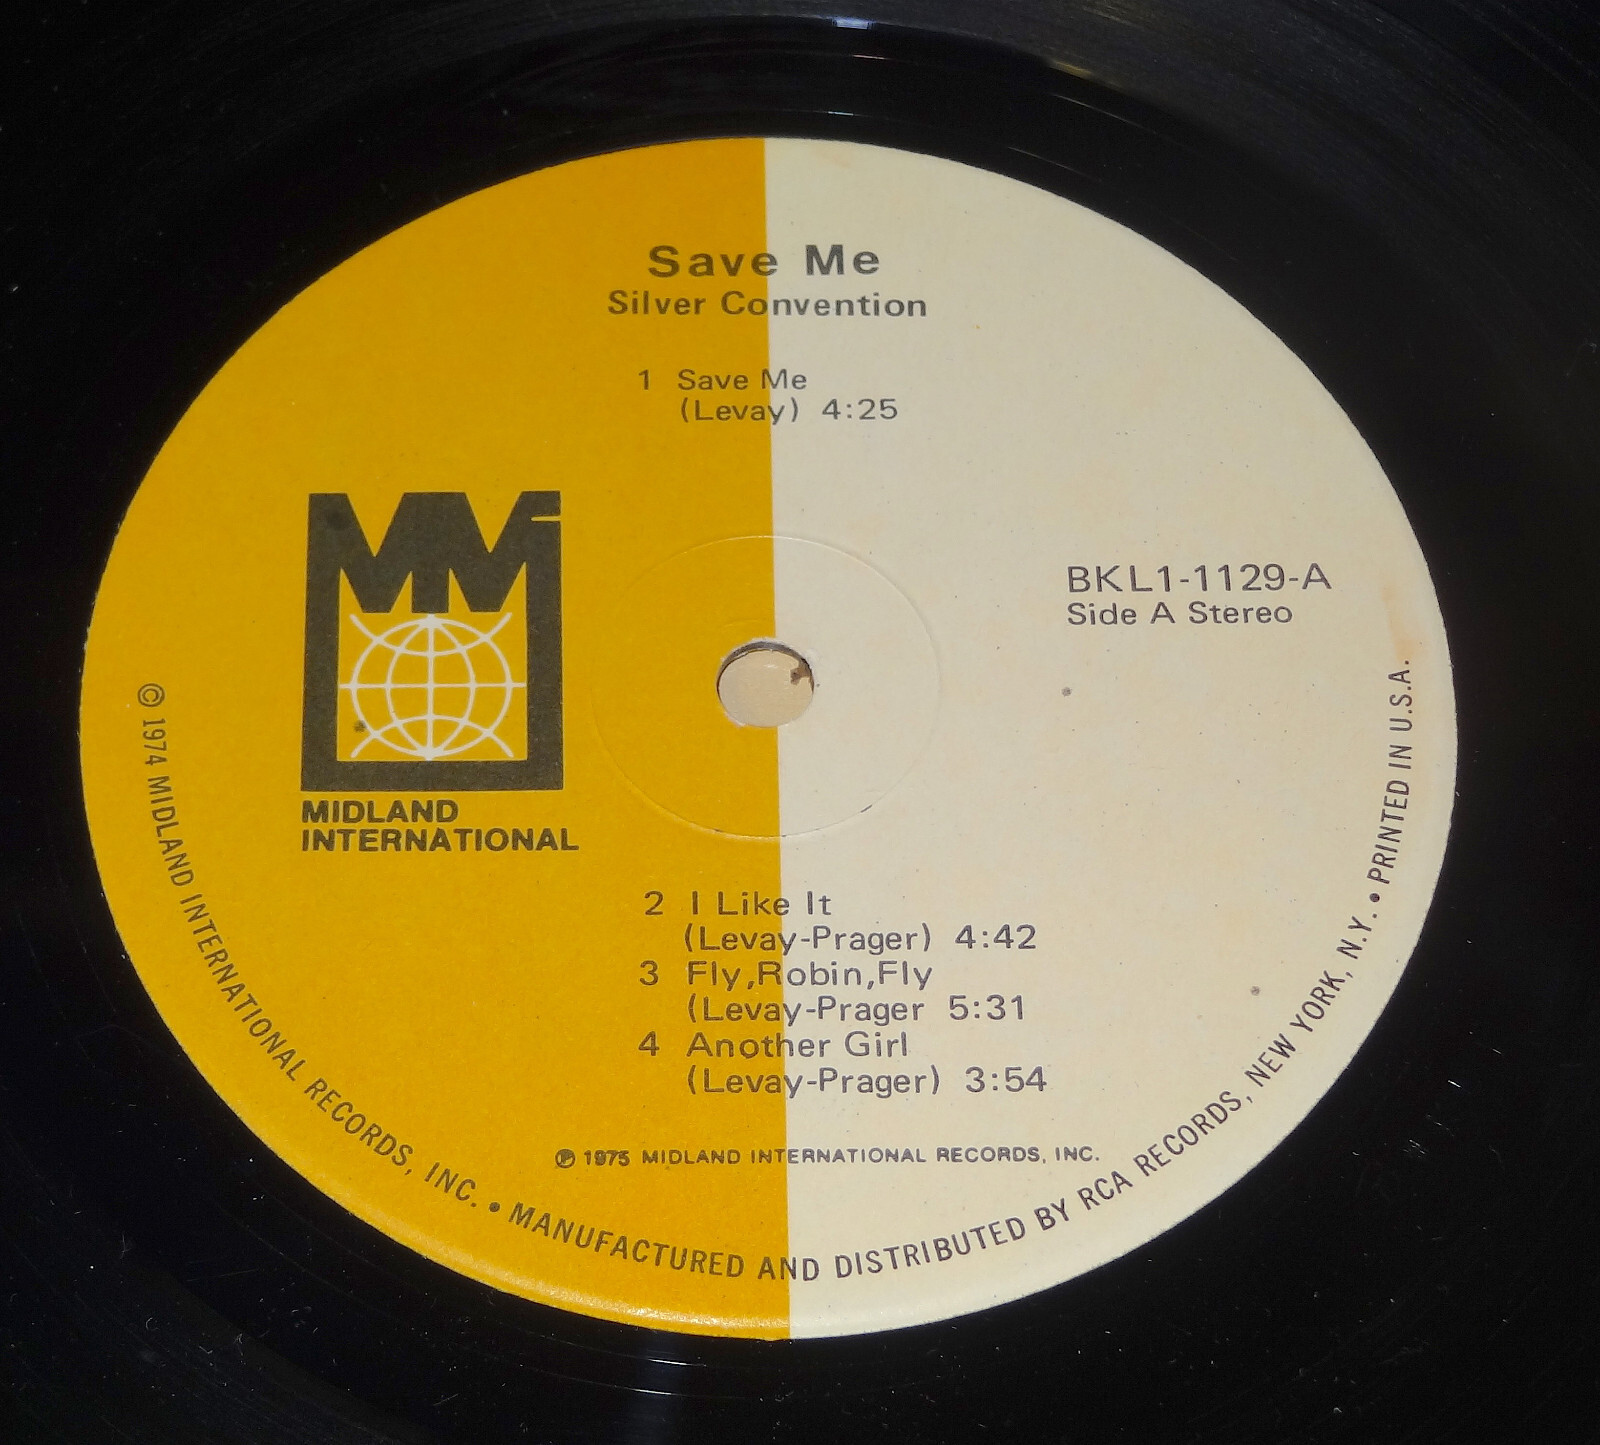 Save Me
Silver Convention
1 Save Me
(Levay) 4:25
MIDLAND
INTERNATIONAL
BKL1-1129-A
Side A Stereo
2 I Like It
(Levay-Prager) 4:42
3 Fly,Robin,Fly
(Levay-Prager 5:31
4 Another Girl
(Levay-Prager) 3:54
℗ 1975 MIDLAND INTERNATIONAL RECORDS, INC.
© 1974 MIDLAND INTERNATIONAL RECORDS, INC. • MANUFACTURED AND DISTRIBUTED BY RCA RECORDS, NEW YORK, N.Y. • PRINTED IN U.S.A.